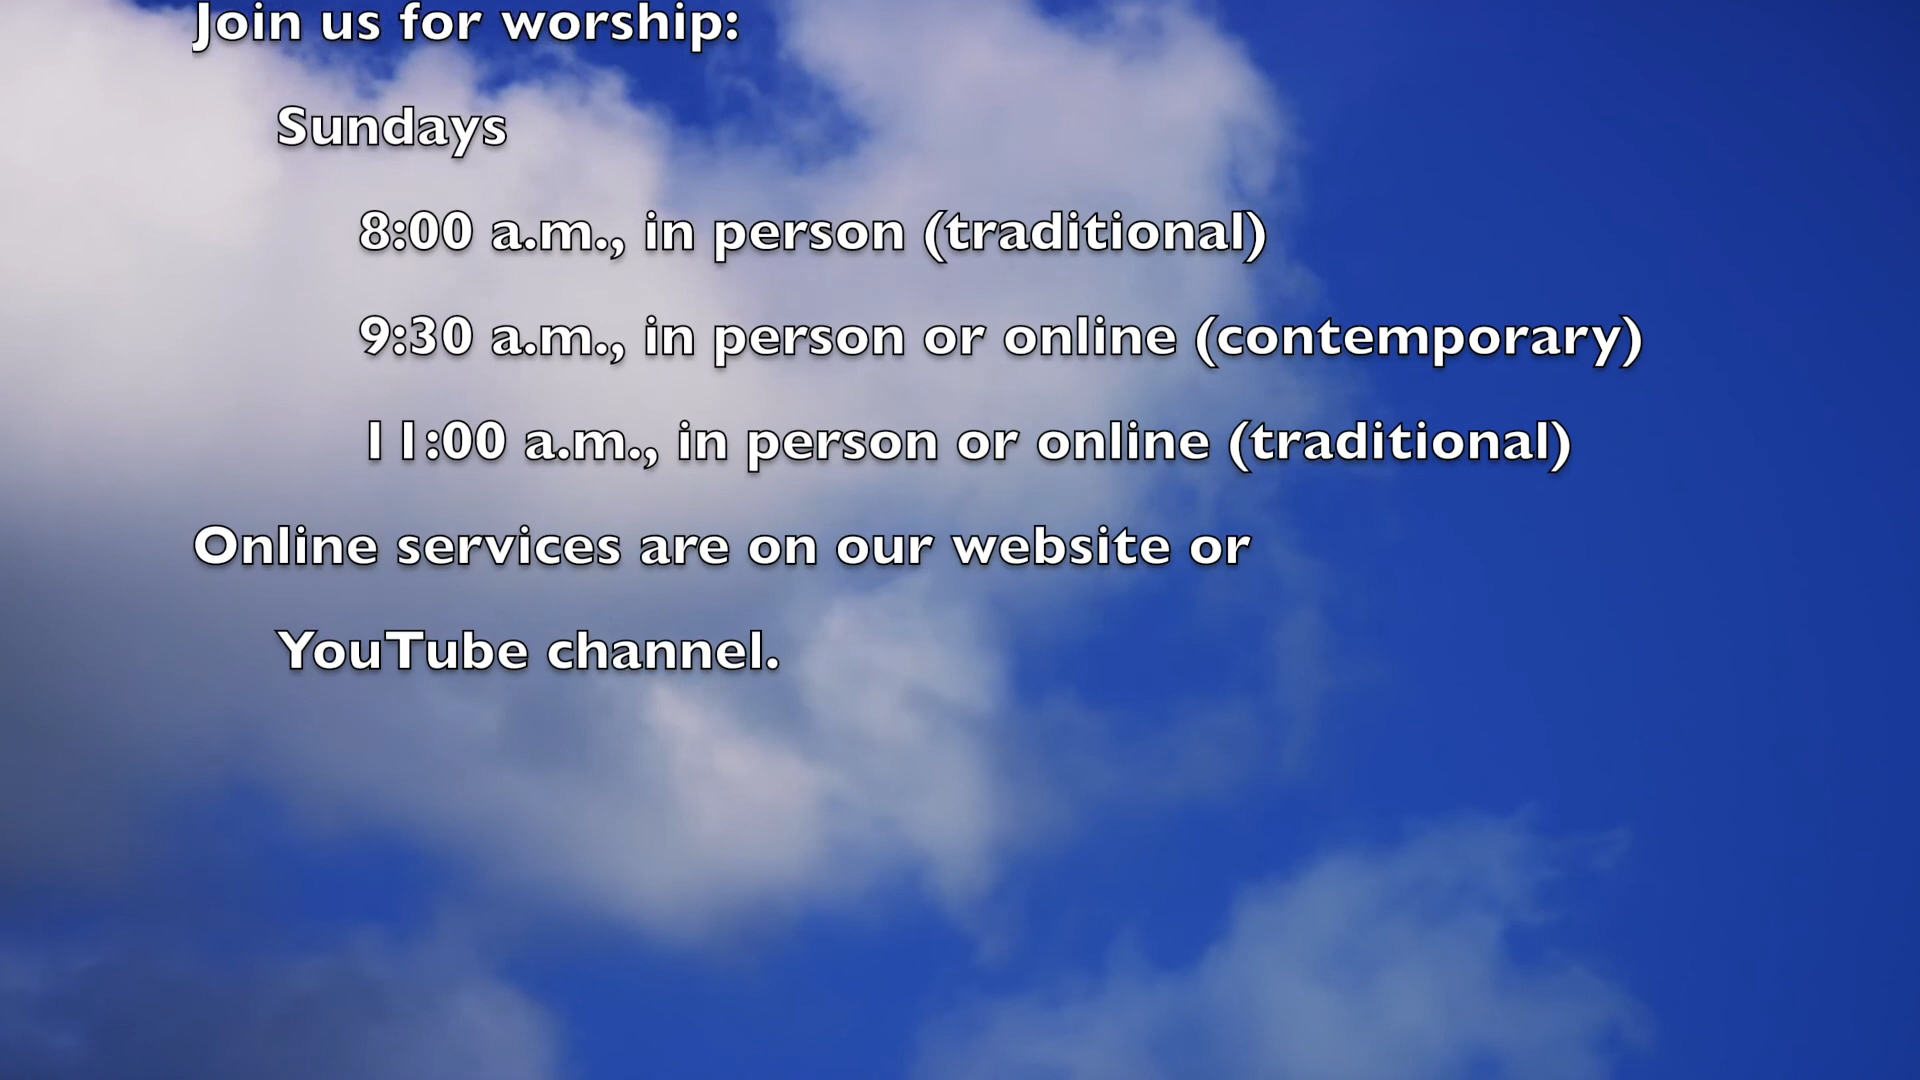 Join us for worship:
Sundays
8:00 a.m., in person (traditional)
9:30 a.m., in person or online (contemporary)
11:00 a.m., in person or online (traditional)
Online services are on our website or
YouTube channel.